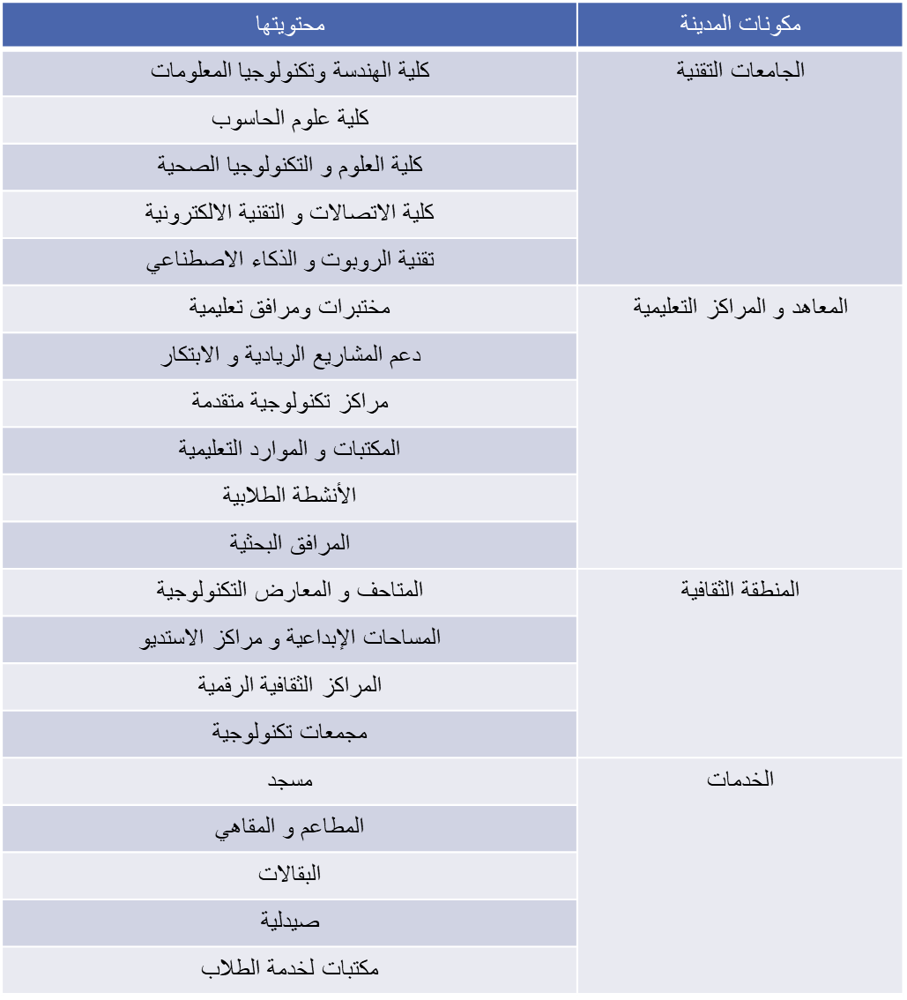 مكونات المدينة
محتويتها
الجامعات التقنية
كلية الهندسة وتكنولوجيا المعلومات
كلية علوم الحاسوب
كلية العلوم و التكنولوجيا الصحية
كلية الاتصالات و التقنية الالكترونية
تقنية الروبوت و الذكاء الاصطناعي
المعاهد و المراكز التعليمية
مختبرات ومرافق تعليمية
دعم المشاريع الريادية و الابتكار
مراكز تكنولوجية متقدمة
المكتبات و الموارد التعليمية
الأنشطة الطلابية
المرافق البحثية
المنطقة الثقافية
المتاحف و المعارض التكنولوجية
المساحات الإبداعية و مراكز الاستديو
المراكز الثقافية الرقمية
مجمعات تكنولوجية
الخدمات
مسجد
المطاعم و المقاهي
البقالات
صيدلية
مكتبات لخدمة الطلاب